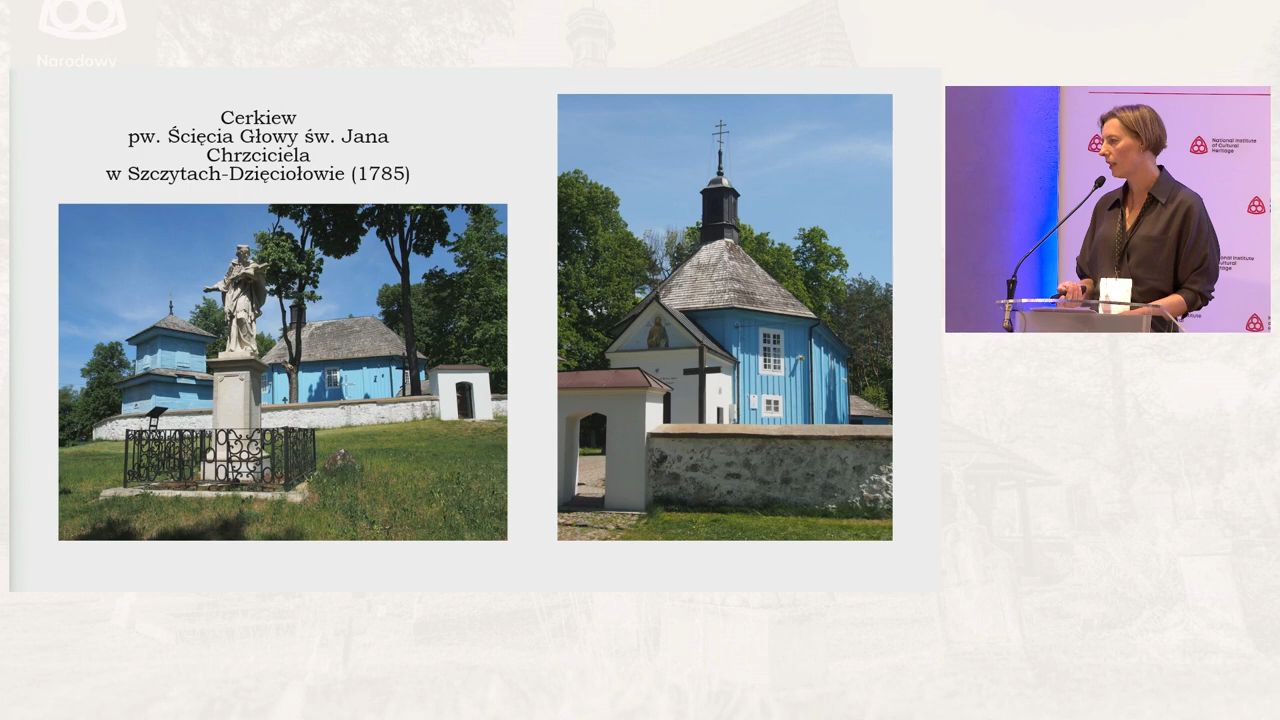 Narodowy
Cerkiew
pw. Ścięcia Głowy św. Jana
Chrzciciela
w Szczytach-Dzięciołowie (1785)
National Institute
of Cultural
Heritage